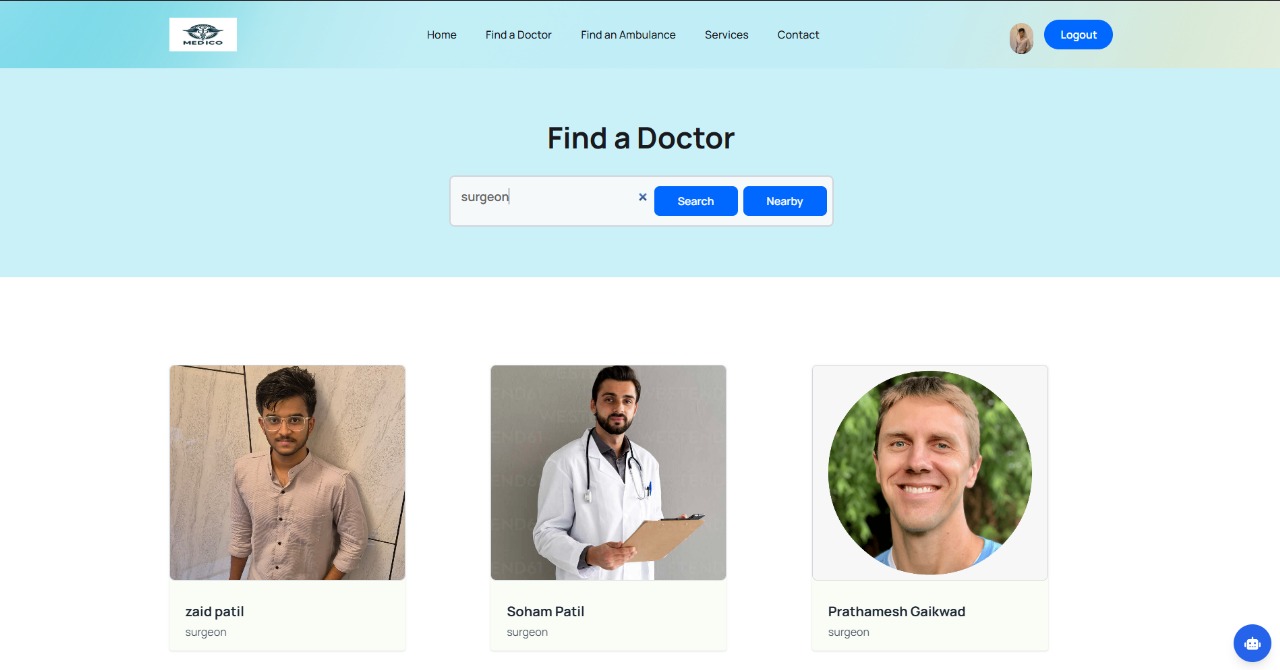 MEDICO
Home Find a Doctor Find an Ambulance Services Contact Logout
Find a Doctor
surgeon × Search Nearby
zaid patil Soham Patil Prathamesh Gaikwad
surgeon surgeon surgeon